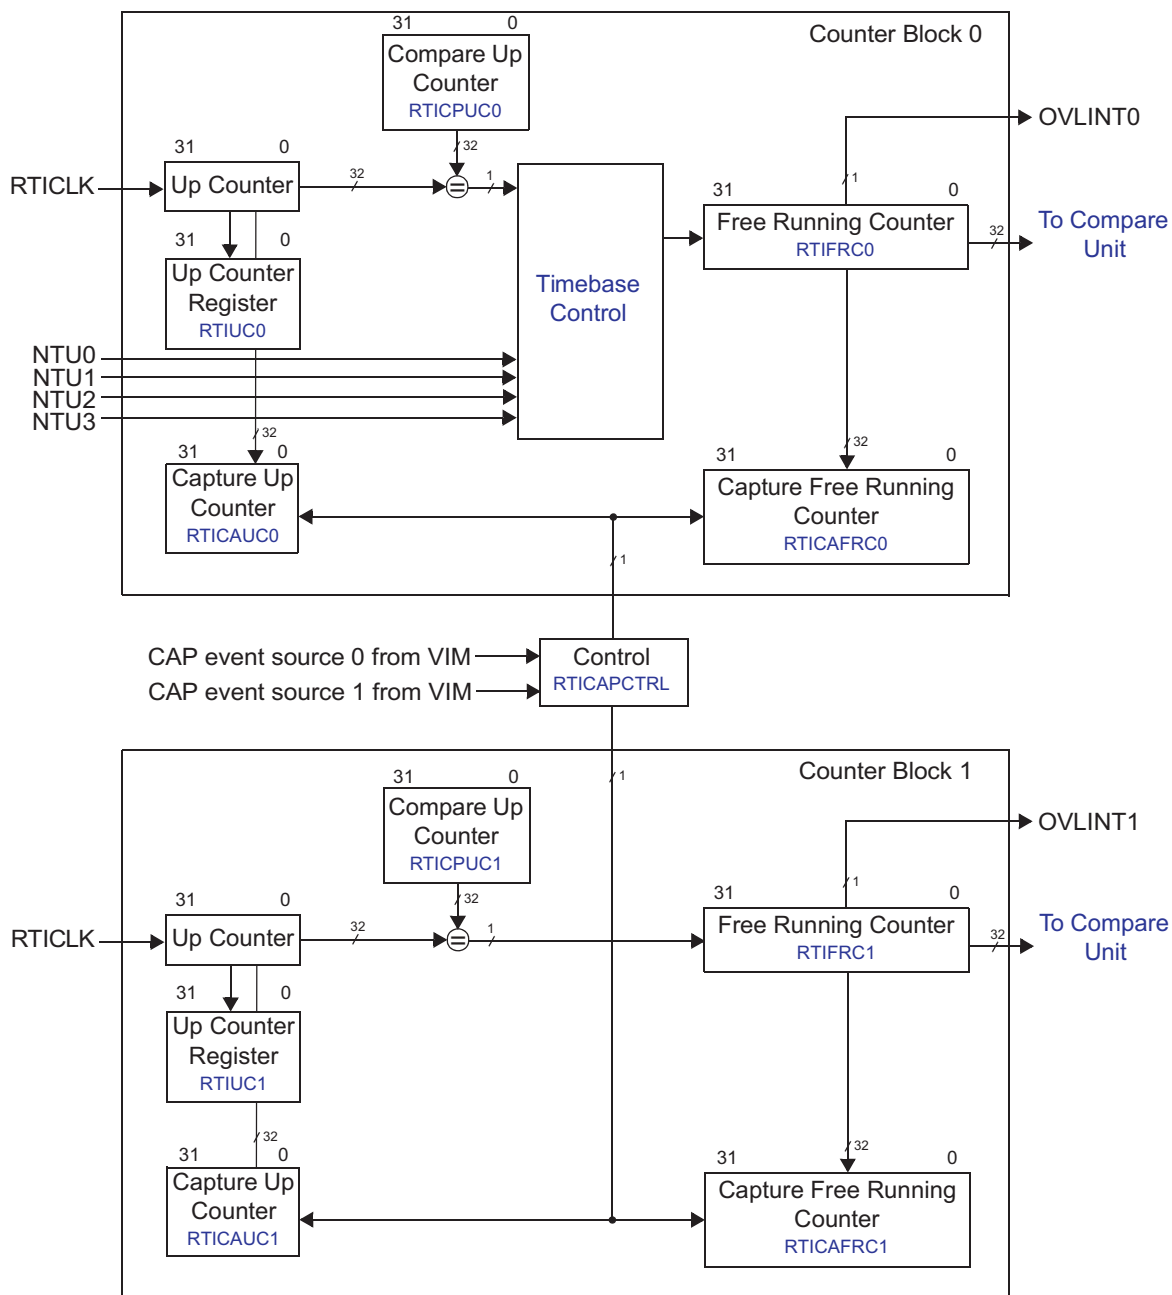 Counter Block 0
31 0
Compare Up
Counter
RTICPUC0
32
OVLINT0
31 0
RTICLK
Up Counter
32
=
1
1
31 0
Free Running Counter
RTIFRC0
32
To Compare
Unit
31 0
Up Counter
Register
RTIUC0
Timebase
Control
NTU0
NTU1
NTU2
NTU3
32
31 0
Capture Up
Counter
RTICAUC0
32
31 0
Capture Free Running
Counter
RTICAFRC0
1
CAP event source 0 from VIM
CAP event source 1 from VIM
Control
RTICAPCTRL
Counter Block 1
1
31 0
Compare Up
Counter
RTICPUC1
32
OVLINT1
31 0
RTICLK
Up Counter
32
=
1
1
31 0
Free Running Counter
RTIFRC1
32
To Compare
Unit
31 0
Up Counter
Register
RTIUC1
32
31 0
Capture Up
Counter
RTICAUC1
32
31 0
Capture Free Running
Counter
RTICAFRC1